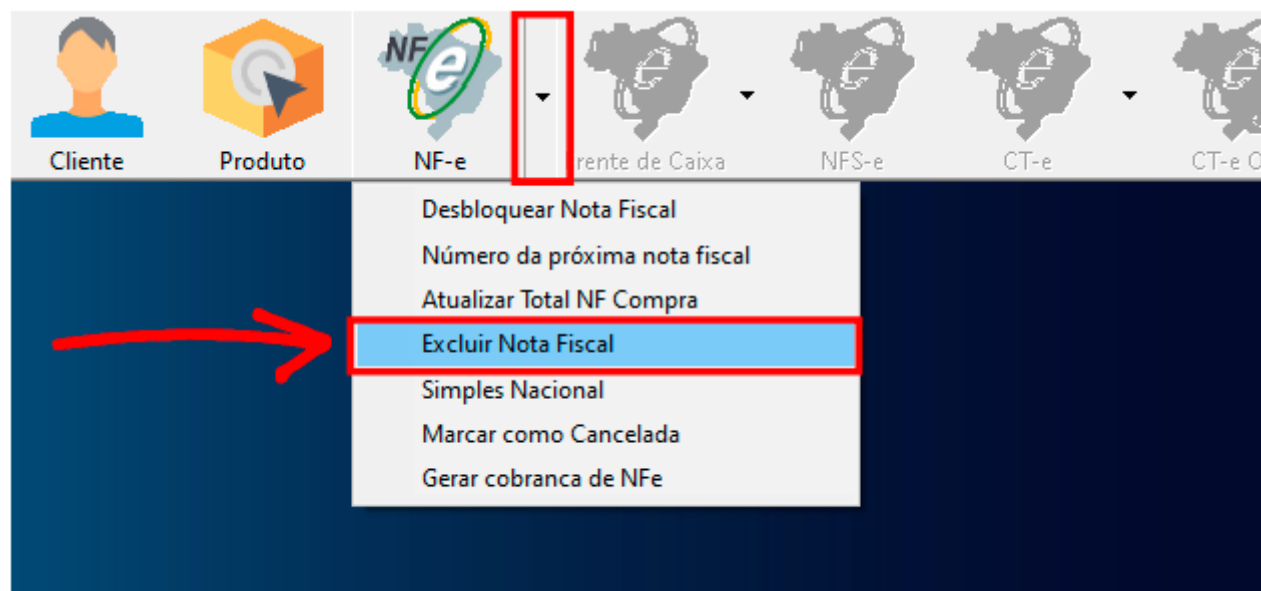 NF e
Cliente
Produto
NF-e
rente de Caixa
NFS-e
CT-e
CT-e O
Desbloquear Nota Fiscal
Número da próxima nota fiscal
Atualizar Total NF Compra
Excluir Nota Fiscal
Simples Nacional
Marcar como Cancelada
Gerar cobranca de NFe